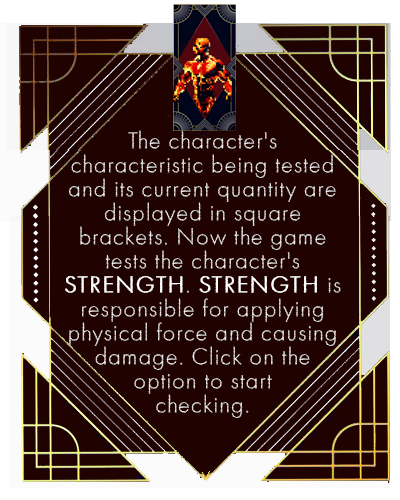 The character's
characteristic being tested
and its current quantity are
displayed in square
brackets. Now the game
tests the character's
STRENGTH. STRENGTH is
responsible for applying
physical force and causing
damage. Click on the
option to start
checking.